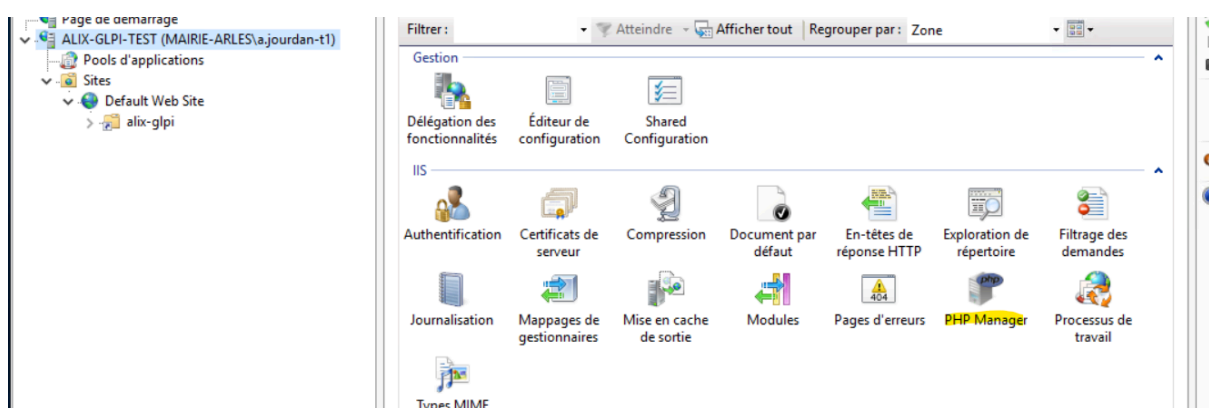 Page de démarrage
ALIX-GLPI-TEST (MAIRIE-ARLES\a.jourdan-t1)
Pools d'applications
Sites
Default Web Site
alix-glpi
Filtrer : Atteindre Afficher tout Regrouper par : Zone
Gestion
Délégation des Éditeur de Shared
fonctionnalités configuration Configuration
IIS
Authentification Certificats de Compression Document par En-têtes de Exploration de Filtrage des
serveur défaut réponse HTTP répertoire demandes
404 php
Journalisation Mappages de Mise en cache Modules Pages d'erreurs PHP Manager Processus de
gestionnaires de sortie travail
Types MIME